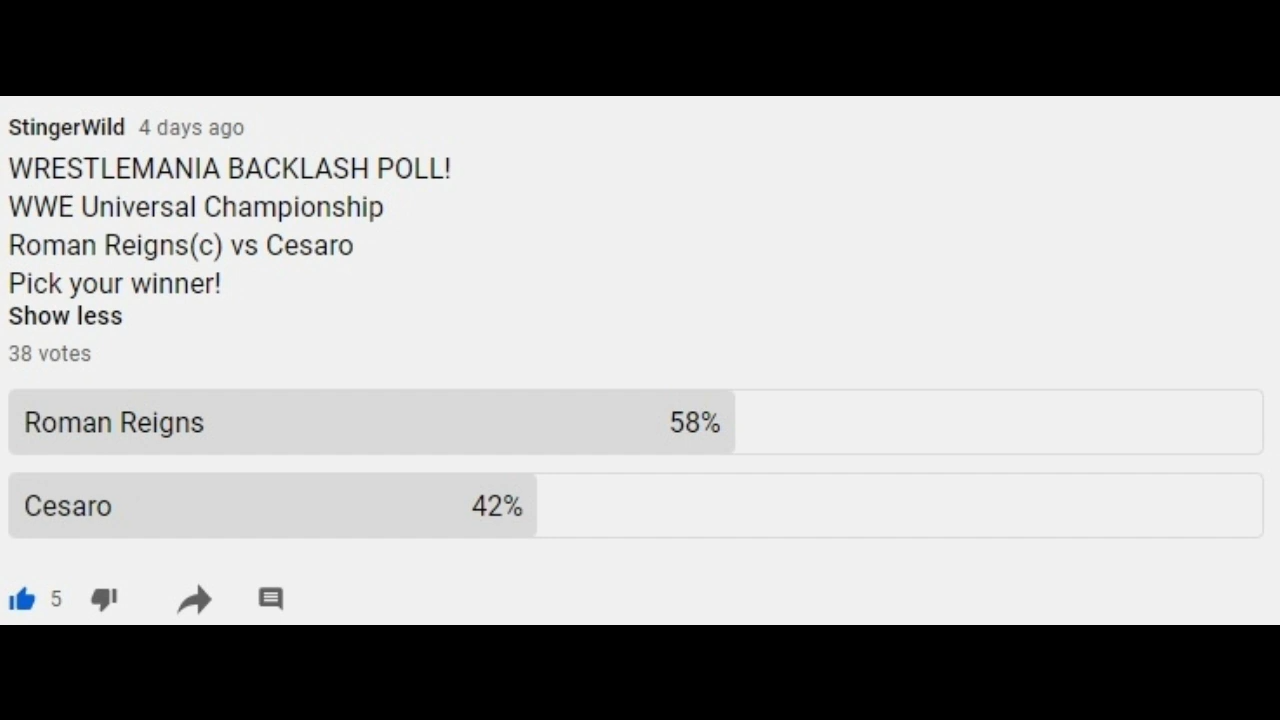 StingerWild 4 days ago
WRESTLEMANIA BACKLASH POLL!
WWE Universal Championship
Roman Reigns(c) vs Cesaro
Pick your winner!
Show less
38 votes
Roman Reigns 58%
Cesaro 42%
5